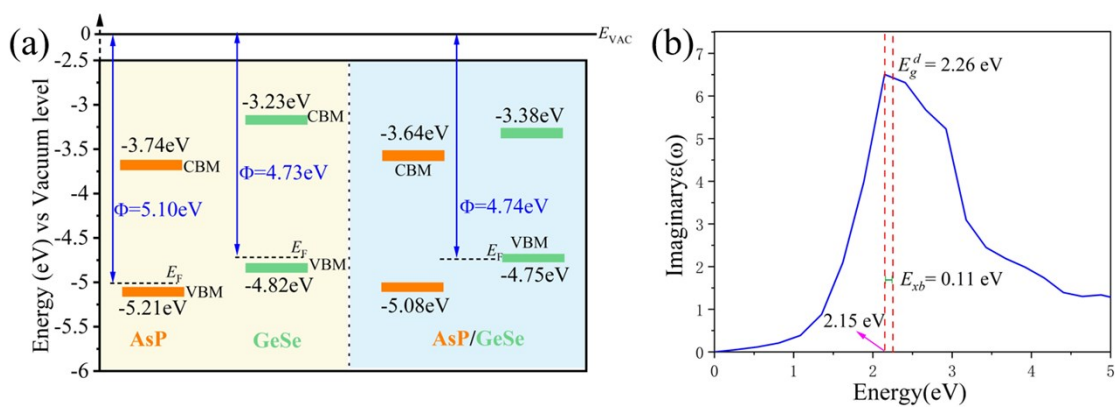 (a)
Energy (eV) vs Vacuum level
0
-2.5
-3
-3.5
-4
-4.5
-5
-5.5
-6
E_VAC
-3.74eV
CBM
Φ=5.10eV
E_F
VBM
-5.21eV
AsP
-3.23eV
CBM
Φ=4.73eV
E_F
VBM
-4.82eV
GeSe
-3.64eV
CBM
-3.38eV
Φ=4.74eV
VBM
E_F
-4.75eV
-5.08eV
AsP/GeSe
(b)
Imaginaryε(ω)
7
6
5
4
3
2
1
0
E_g^d = 2.26 eV
E_xb = 0.11 eV
2.15 eV
0 1 2 3 4 5
Energy(eV)